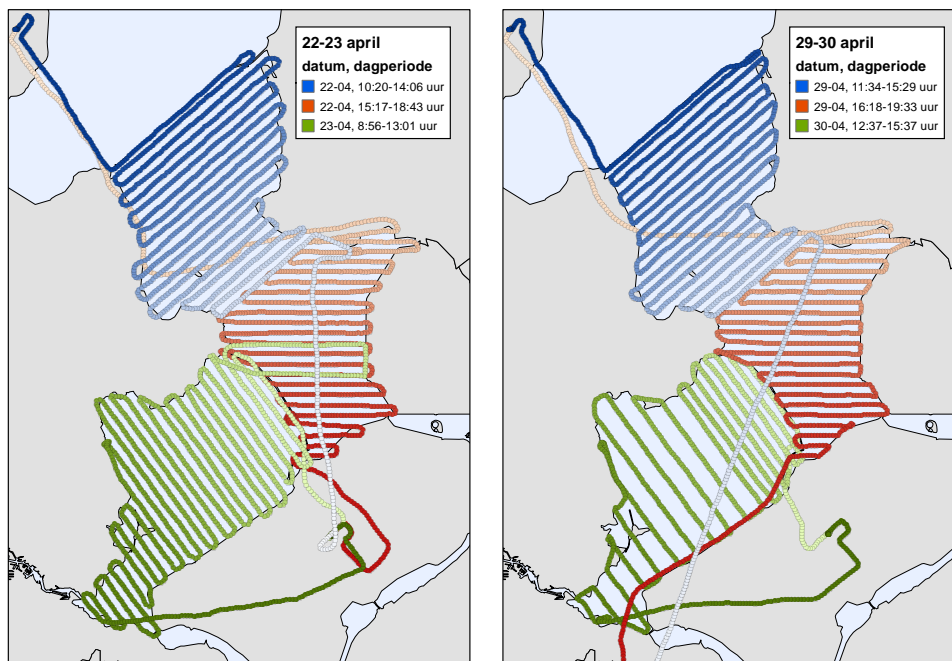 22-23 april
datum, dagperiode
22-04, 10:20-14:06 uur
22-04, 15:17-18:43 uur
23-04, 8:56-13:01 uur
29-30 april
datum, dagperiode
29-04, 11:34-15:29 uur
29-04, 16:18-19:33 uur
30-04, 12:37-15:37 uur